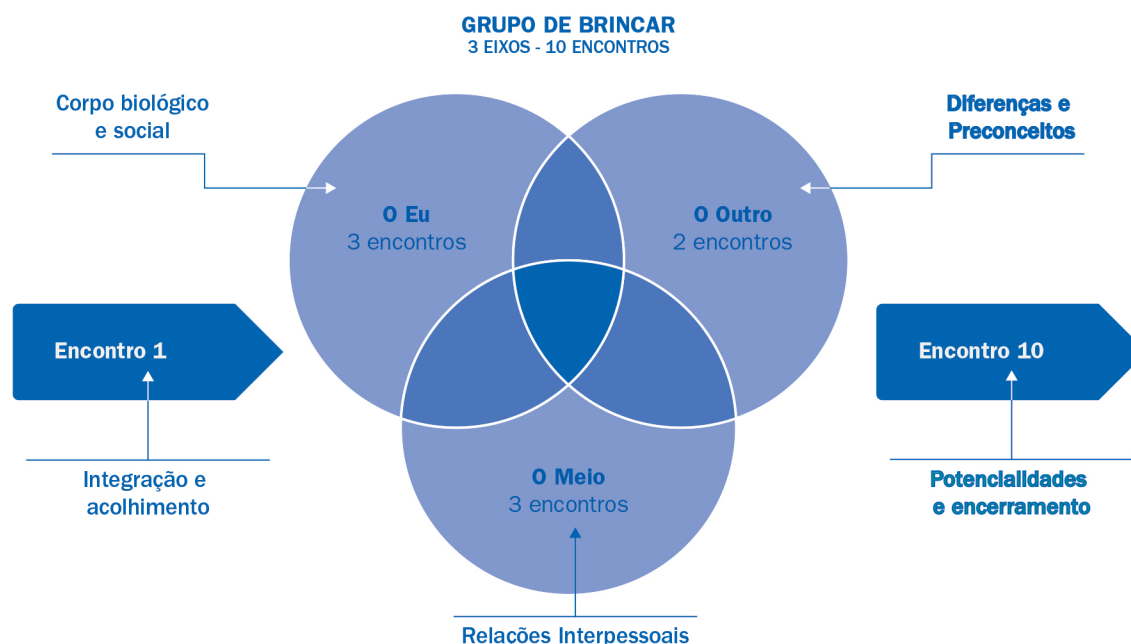 GRUPO DE BRINCAR
3 EIXOS - 10 ENCONTROS
Corpo biológico
e social
Diferenças e
Preconceitos
O Eu
3 encontros
O Outro
2 encontros
Encontro 1
Encontro 10
Integração e
acolhimento
O Meio
3 encontros
Potencialidades
e encerramento
Relações Interpessoais